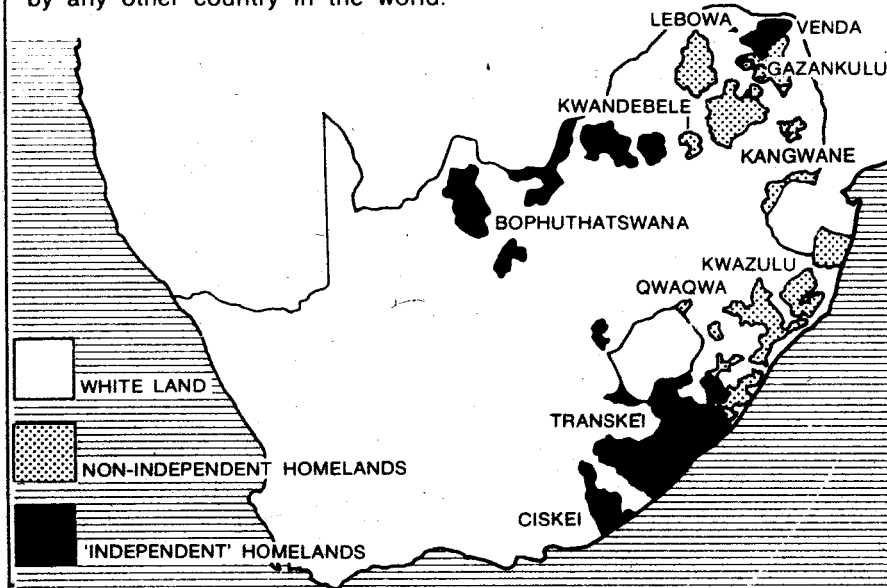 by any other country in the world.
LEBOWA
VENDA
GAZANKULU
KWANDEBELE
KANGWANE
BOPHUTHATSWANA
KWAZULU
QWAQWA
WHITE LAND
TRANSKEI
NON-INDEPENDENT HOMELANDS
CISKEI
'INDEPENDENT' HOMELANDS